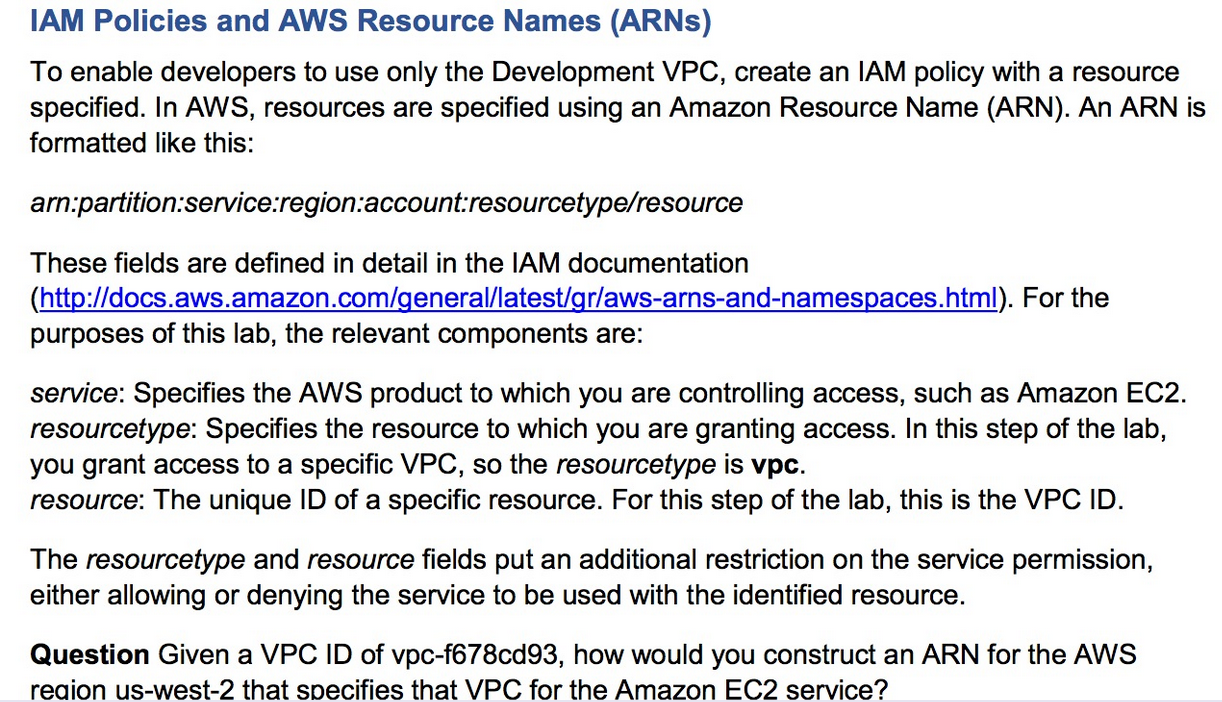 IAM Policies and AWS Resource Names (ARNs)
To enable developers to use only the Development VPC, create an IAM policy with a resource
specified. In AWS, resources are specified using an Amazon Resource Name (ARN). An ARN is
formatted like this:
arn:partition:service:region:account:resourcetype/resource
These fields are defined in detail in the IAM documentation
(http://docs.aws.amazon.com/general/latest/gr/aws-arns-and-namespaces.html). For the
purposes of this lab, the relevant components are:
service: Specifies the AWS product to which you are controlling access, such as Amazon EC2.
resourcetype: Specifies the resource to which you are granting access. In this step of the lab,
you grant access to a specific VPC, so the resourcetype is vpc.
resource: The unique ID of a specific resource. For this step of the lab, this is the VPC ID.
The resourcetype and resource fields put an additional restriction on the service permission,
either allowing or denying the service to be used with the identified resource.
Question Given a VPC ID of vpc-f678cd93, how would you construct an ARN for the AWS
region us-west-2 that specifies that VPC for the Amazon EC2 service?